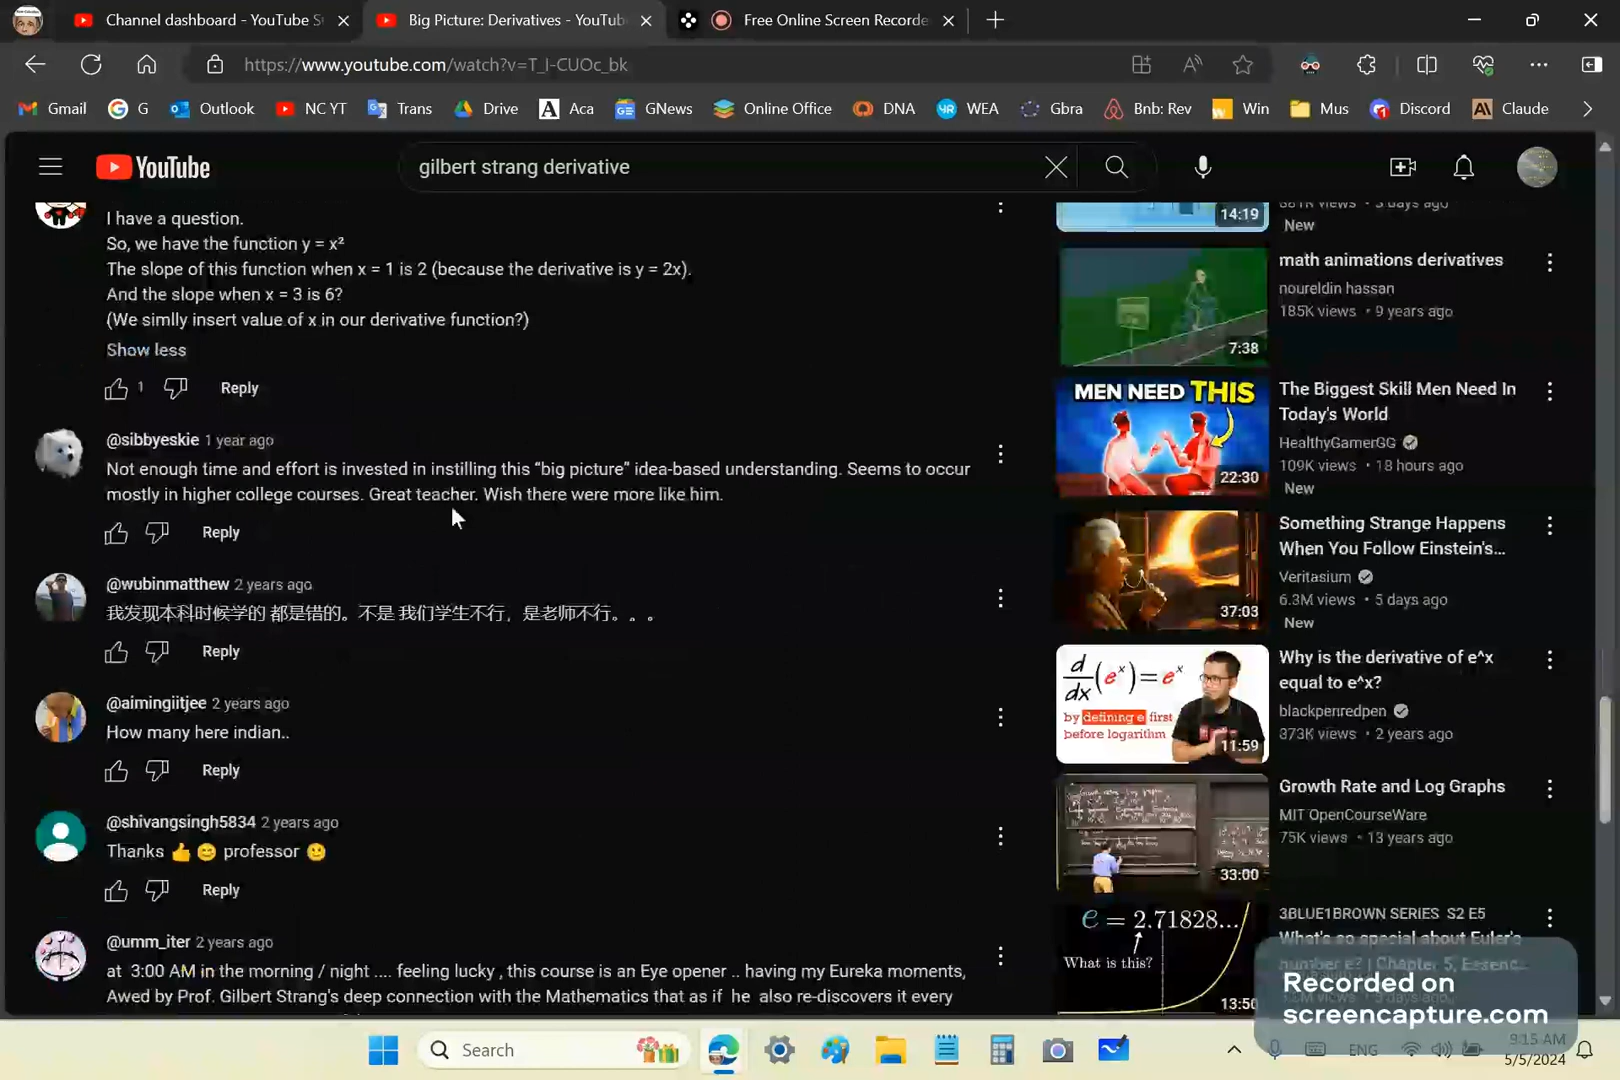 Channel dashboard - YouTube S
Big Picture: Derivatives - YouTub
Free Online Screen Recorde
https://www.youtube.com/watch?v=T_I-CUOc_bk
Gmail
G
Outlook
NC YT
Trans
Drive
Aca
GNews
Online Office
DNA
WEA
Gbra
Bnb: Rev
Win
Mus
Discord
Claude
YouTube
gilbert strang derivative
I have a question.
So, we have the function y = x²
The slope of this function when x = 1 is 2 (because the derivative is y = 2x).
And the slope when x = 3 is 6?
(We simlly insert value of x in our derivative function?)
Show less
1
Reply
@sibbyeskie 1 year ago
Not enough time and effort is invested in instilling this “big picture” idea-based understanding. Seems to occur
mostly in higher college courses. Great teacher. Wish there were more like him.
Reply
@wubinmatthew 2 years ago
我发现本科时候学的 都是错的。不是 我们学生不行，是老师不行。。。
Reply
@aimingiitjee 2 years ago
How many here indian..
Reply
@shivangsingh5834 2 years ago
Thanks 👍 😊 professor 🙂
Reply
@umm_iter 2 years ago
at 3:00 AM in the morning / night .... feeling lucky , this course is an Eye opener .. having my Eureka moments,
Awed by Prof. Gilbert Strang's deep connection with the Mathematics that as if he also re-discovers it every
14:19
881K views • 3 days ago
New
7:38
math animations derivatives
noureldin hassan
185K views • 9 years ago
MEN NEED THIS
22:30
The Biggest Skill Men Need In
Today's World
HealthyGamerGG
109K views • 18 hours ago
New
37:03
Something Strange Happens
When You Follow Einstein's...
Veritasium
6.3M views • 5 days ago
New
d/dx (eˣ) = eˣ
by defining e first
before logarithm
11:59
Why is the derivative of e^x
equal to e^x?
blackpenredpen
373K views • 2 years ago
33:00
Growth Rate and Log Graphs
MIT OpenCourseWare
75K views • 13 years ago
e = 2.71828...
What is this?
13:50
3BLUE1BROWN SERIES S2 E5
What's so special about Euler's
number e? | Chapter 5, Essenc...
Recorded on
screencapture.com
Search
ENG
9:15 AM
5/5/2024